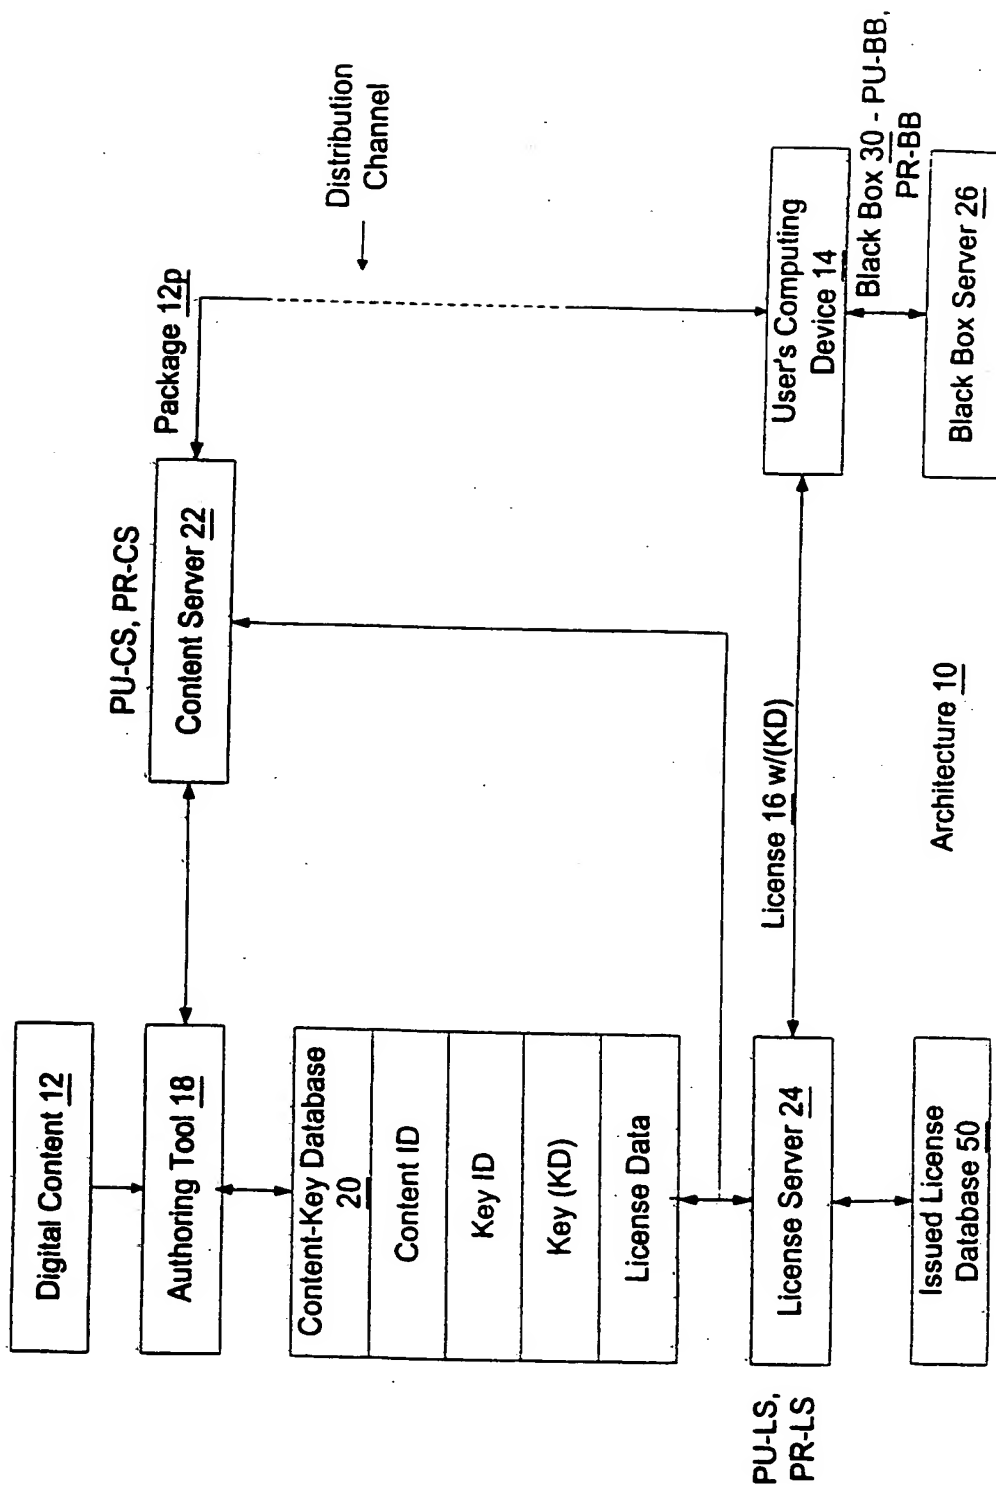 Digital Content 12
Authoring Tool 18
Content-Key Database
20
Content ID
Key ID
Key (KD)
License Data
PU-LS,
PR-LS
License Server 24
Issued License
Database 50
PU-CS, PR-CS
Content Server 22
Package 12p
Distribution
Channel
License 16 w/(KD)
User's Computing
Device 14
Black Box 30 - PU-BB,
PR-BB
Black Box Server 26
Architecture 10